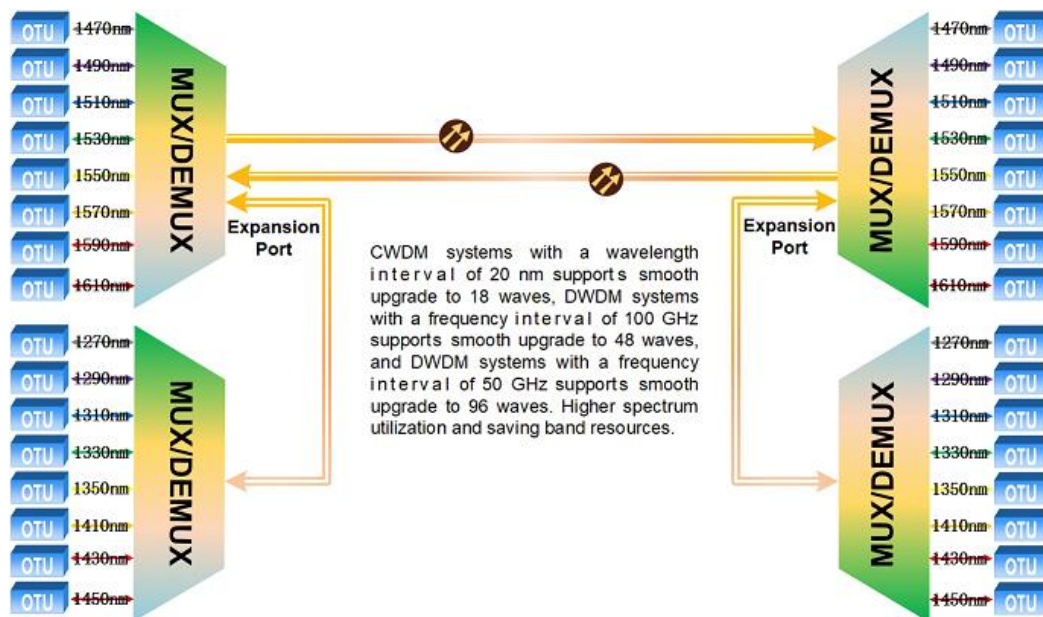 OTU 1470nm
OTU 1490nm
OTU 1510nm
OTU 1530nm
OTU 1550nm
OTU 1570nm
OTU 1590nm
OTU 1610nm
MUX/DEMUX
Expansion
Port
OTU 1270nm
OTU 1290nm
OTU 1310nm
OTU 1330nm
OTU 1350nm
OTU 1410nm
OTU 1430nm
OTU 1450nm
MUX/DEMUX
CWDM systems with a wavelength
interval of 20 nm supports smooth
upgrade to 18 waves, DWDM systems
with a frequency interval of 100 GHz
supports smooth upgrade to 48 waves,
and DWDM systems with a frequency
interval of 50 GHz supports smooth
upgrade to 96 waves. Higher spectrum
utilization and saving band resources.
Expansion
Port
MUX/DEMUX
1470nm OTU
1490nm OTU
1510nm OTU
1530nm OTU
1550nm OTU
1570nm OTU
1590nm OTU
1610nm OTU
MUX/DEMUX
1270nm OTU
1290nm OTU
1310nm OTU
1330nm OTU
1350nm OTU
1410nm OTU
1430nm OTU
1450nm OTU